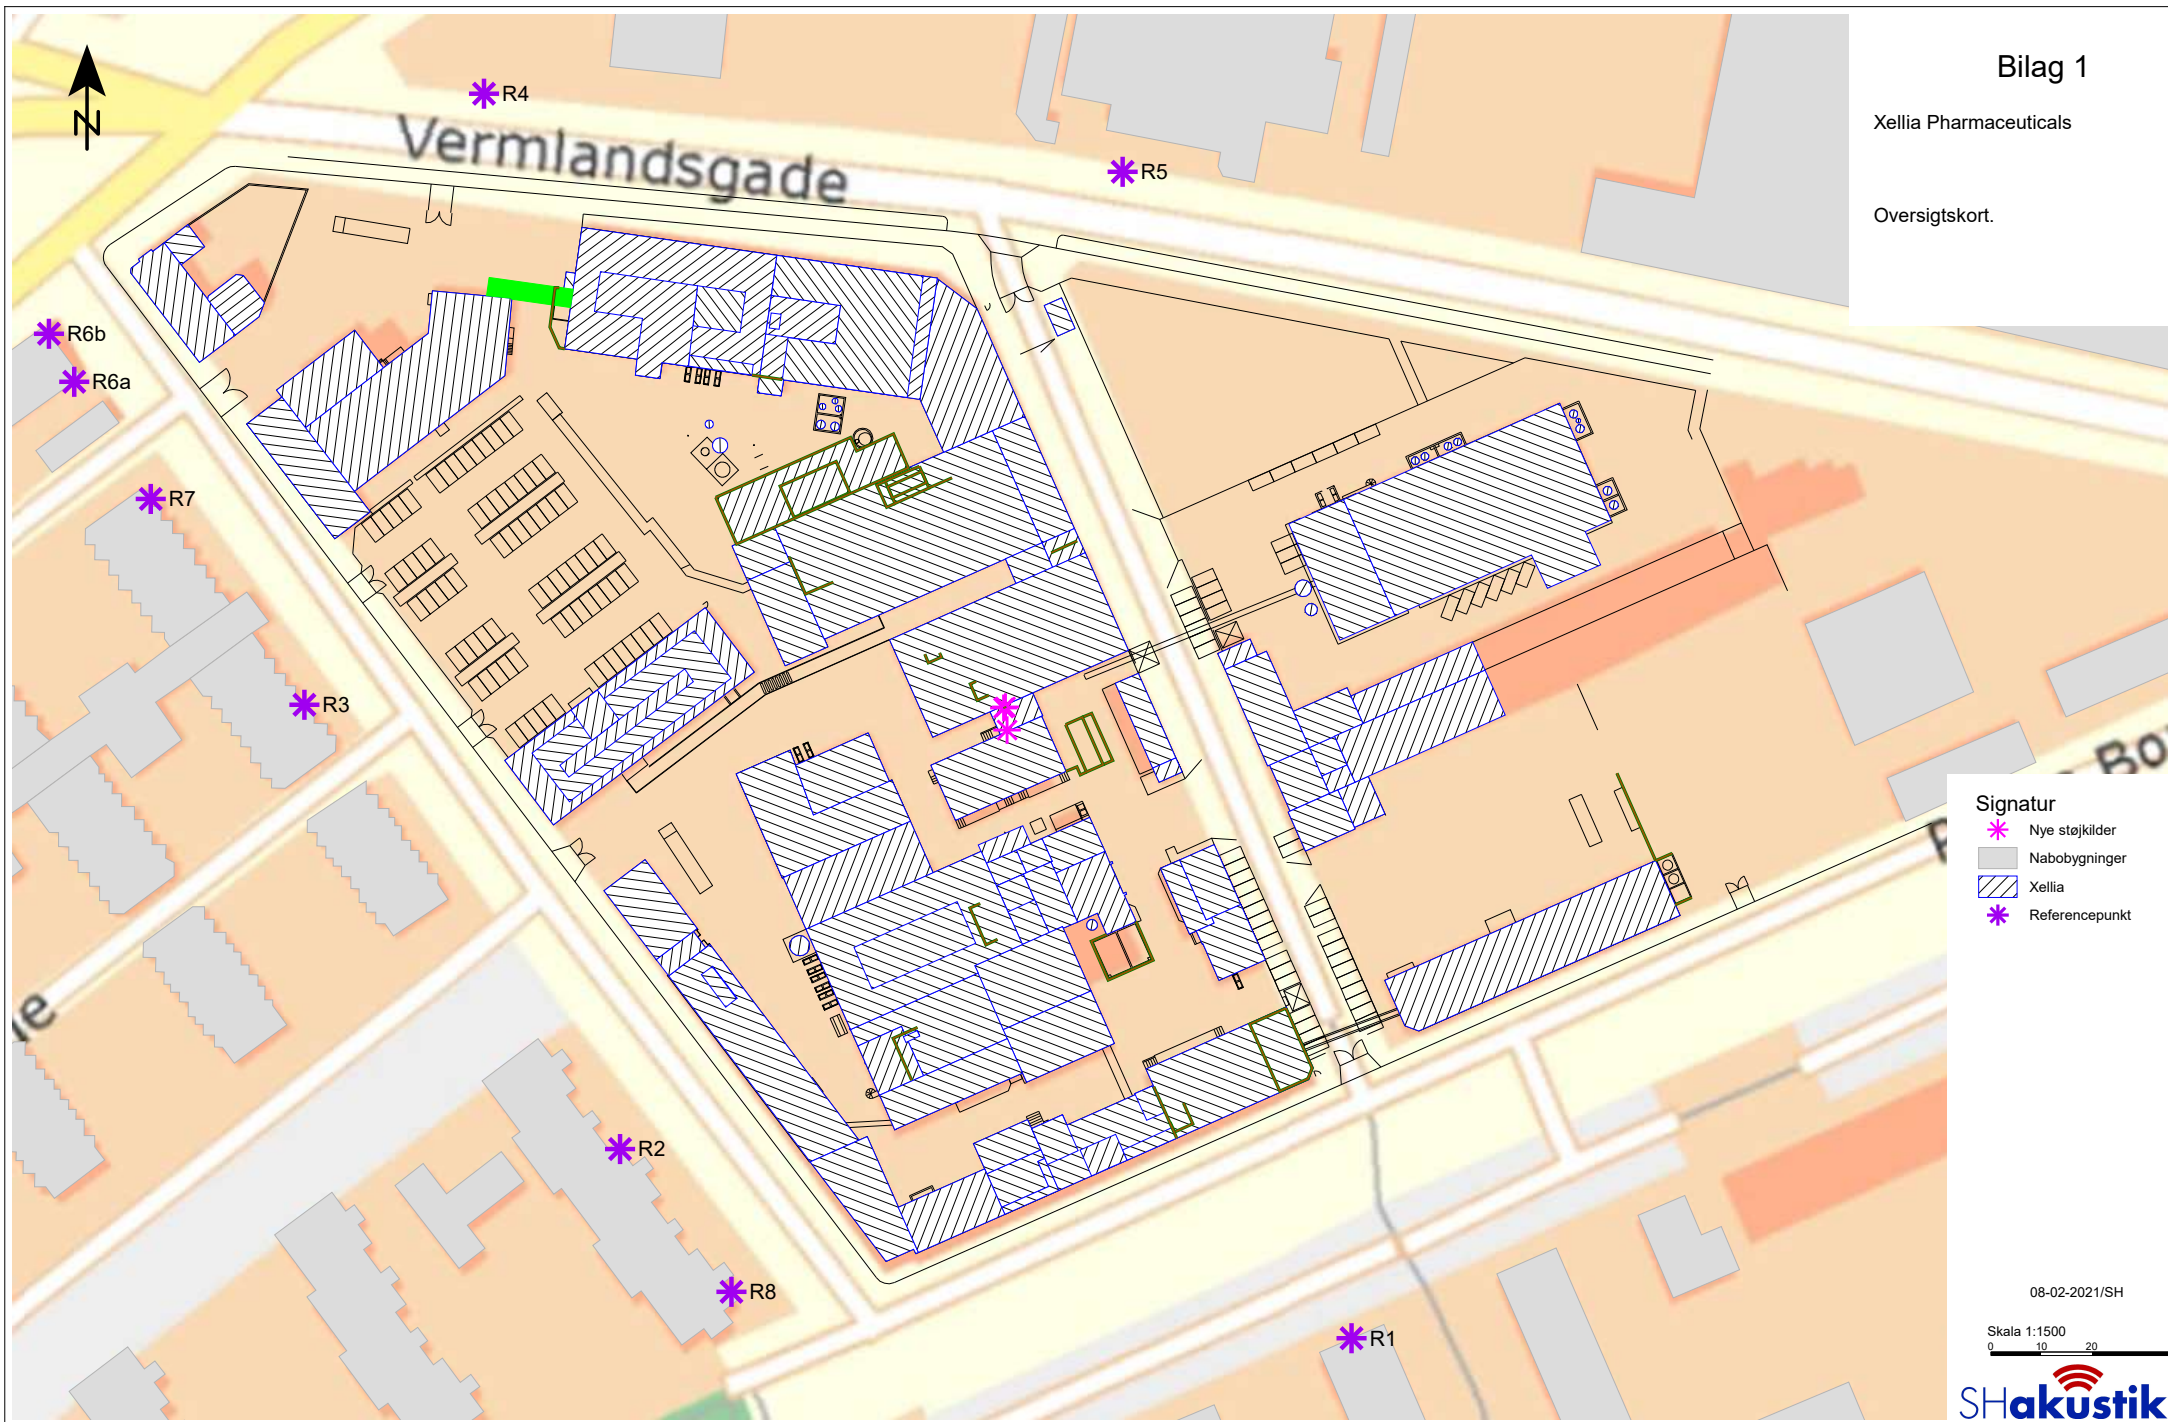 Bilag 1
Xellia Pharmaceuticals
Oversigtskort.
N
R4
Vermlandsgade
R5
R6b
R6a
R7
R3
R2
R8
R1
Signatur
Nye støjkilder
Nabobygninger
Xellia
Referencepunkt
08-02-2021/SH
Skala 1:1500
0 10 20
SHakustik